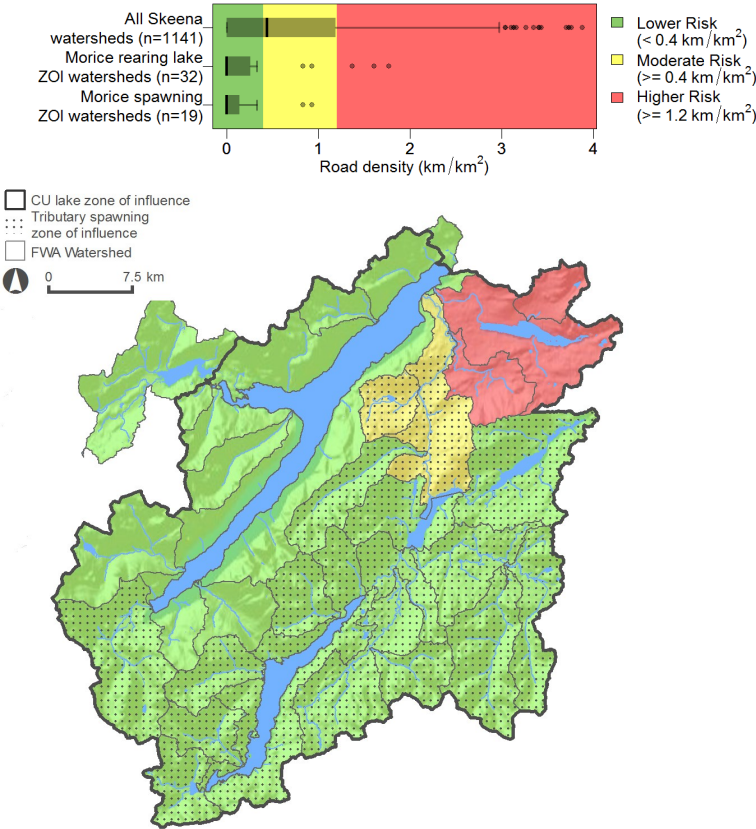 All Skeena
watersheds (n=1141)
Morice rearing lake
ZOI watersheds (n=32)
Morice spawning
ZOI watersheds (n=19)
0 1 2 3 4
Road density (km/km²)
Lower Risk
(< 0.4 km/km²)
Moderate Risk
(>= 0.4 km/km²)
Higher Risk
(>= 1.2 km/km²)
CU lake zone of influence
Tributary spawning
zone of influence
FWA Watershed
0 7.5 km